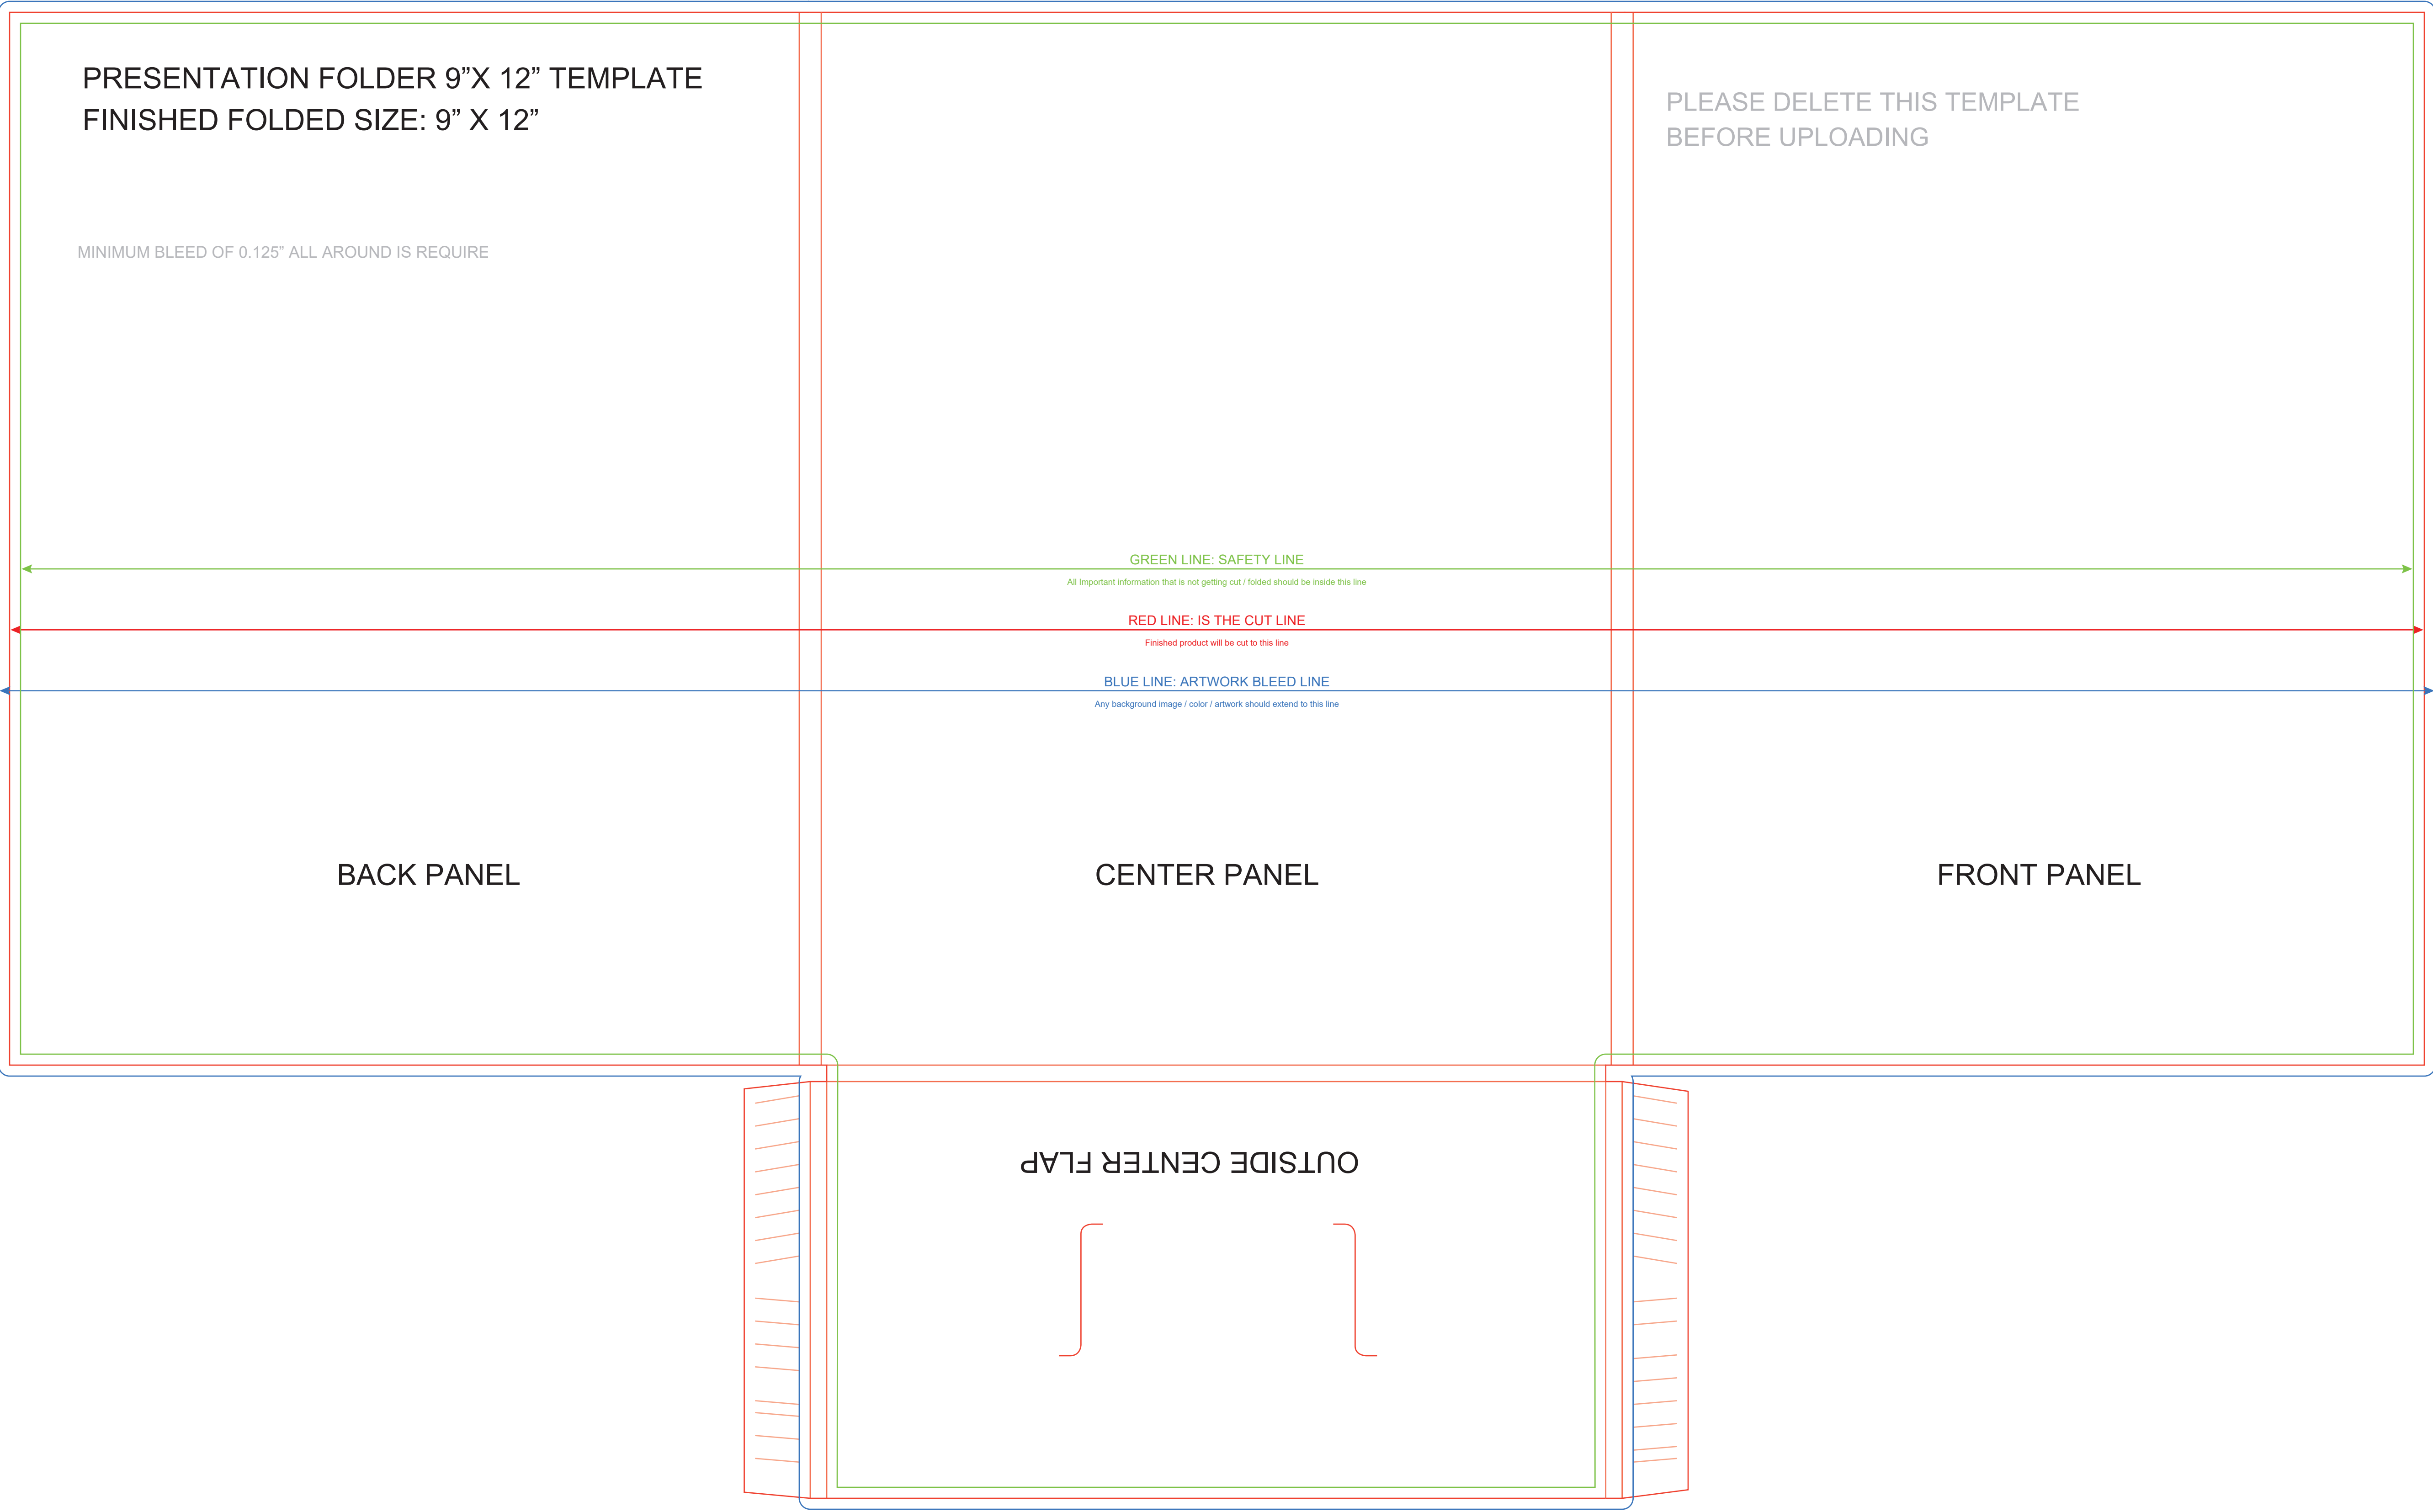 PRESENTATION FOLDER 9”X 12” TEMPLATE
FINISHED FOLDED SIZE: 9” X 12”
PLEASE DELETE THIS TEMPLATE
BEFORE UPLOADING
MINIMUM BLEED OF 0.125” ALL AROUND IS REQUIRE
GREEN LINE: SAFETY LINE
All Important information that is not getting cut / folded should be inside this line
RED LINE: IS THE CUT LINE
Finished product will be cut to this line
BLUE LINE: ARTWORK BLEED LINE
Any background image / color / artwork should extend to this line
BACK PANEL
CENTER PANEL
FRONT PANEL
OUTSIDE CENTER FLAP